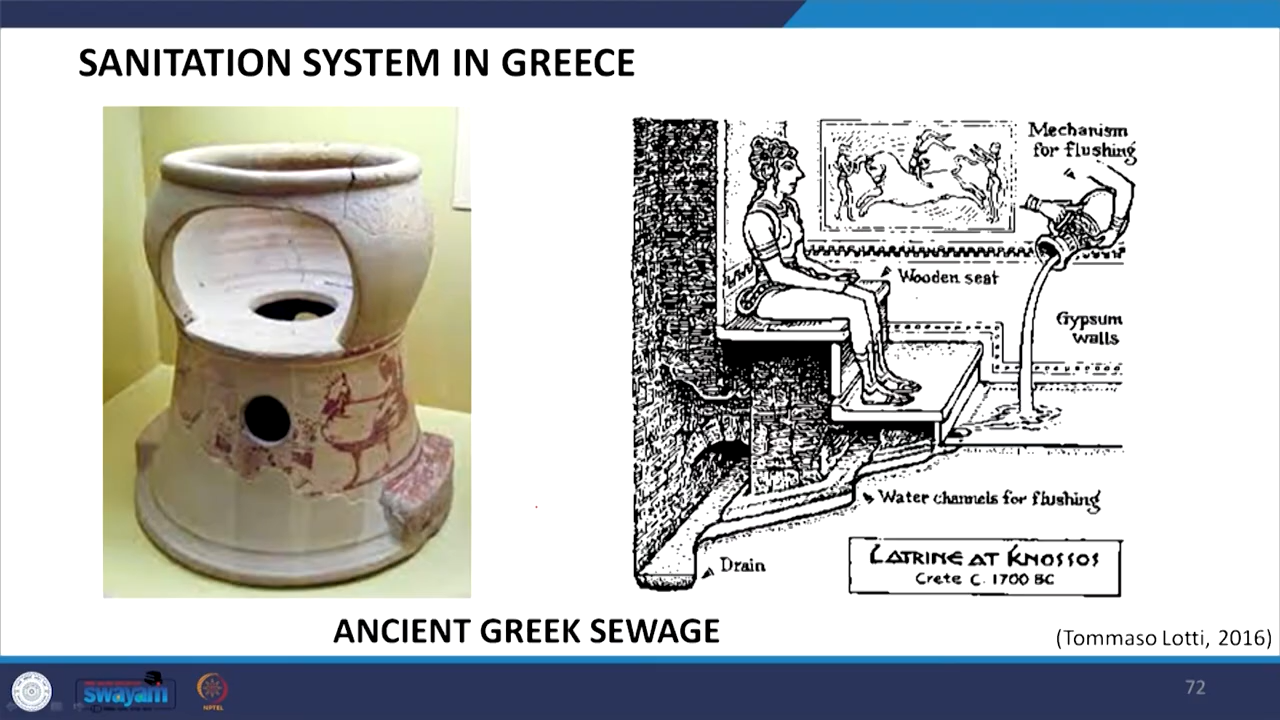 SANITATION SYSTEM IN GREECE
Mechanism
for flushing
Wooden seat
Gypsum
walls
Water channels for flushing
Drain
LATRINE AT KNOSSOS
Crete C. 1700 BC
ANCIENT GREEK SEWAGE
(Tommaso Lotti, 2016)
swayam
NPTEL
72